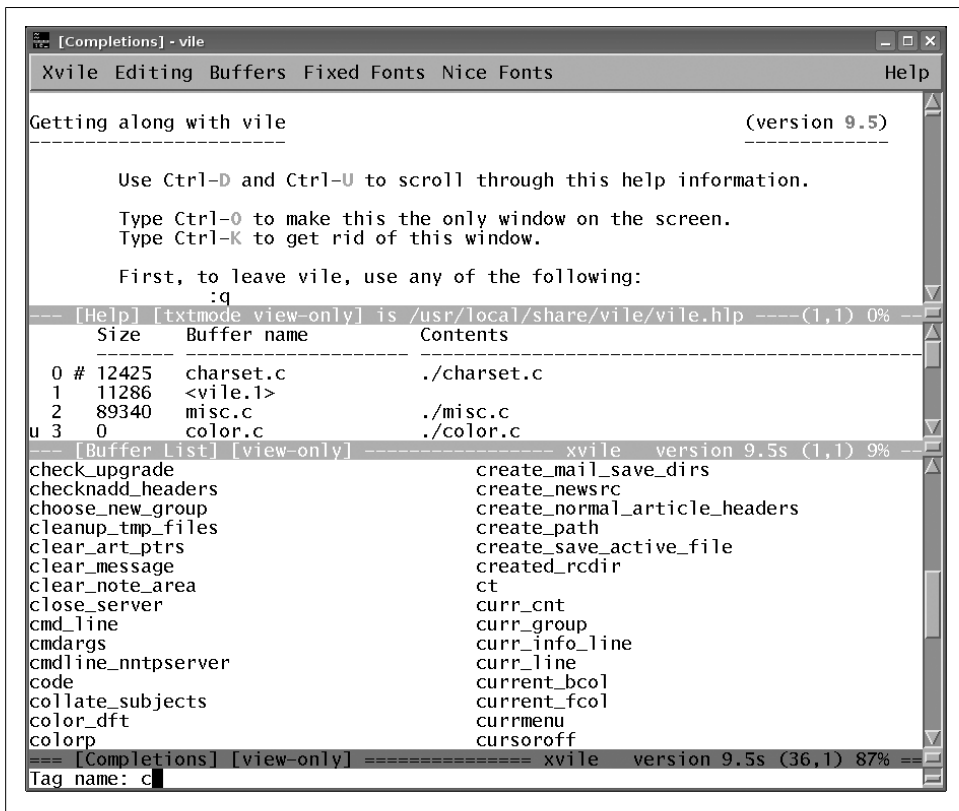 [Completions] - vile
Xvile Editing Buffers Fixed Fonts Nice Fonts Help
Getting along with vile (version 9.5)
----------------------- -------------
Use Ctrl-D and Ctrl-U to scroll through this help information.
Type Ctrl-O to make this the only window on the screen.
Type Ctrl-K to get rid of this window.
First, to leave vile, use any of the following:
:q
--- [Help] [txtmode view-only] is /usr/local/share/vile/vile.hlp ----(1,1) 0% --
Size Buffer name Contents
------- ------------------ ---------------------------------------------
0 # 12425 charset.c ./charset.c
1 11286 <vile.1>
2 89340 misc.c ./misc.c
u 3 0 color.c ./color.c
--- [Buffer List] [view-only] ----------------- xvile version 9.5s (1,1) 9% --
check_upgrade create_mail_save_dirs
checknadd_headers create_newsrc
choose_new_group create_normal_article_headers
cleanup_tmp_files create_path
clear_art_ptrs create_save_active_file
clear_message created_rcdir
clear_note_area ct
close_server curr_cnt
cmd_line curr_group
cmdargs curr_info_line
cmdline_nntpserver curr_line
code current_bcol
collate_subjects current_fcol
color_dft currmenu
colorp cursoroff
=== [Completions] [view-only] =============== xvile version 9.5s (36,1) 87% ==
Tag name: c